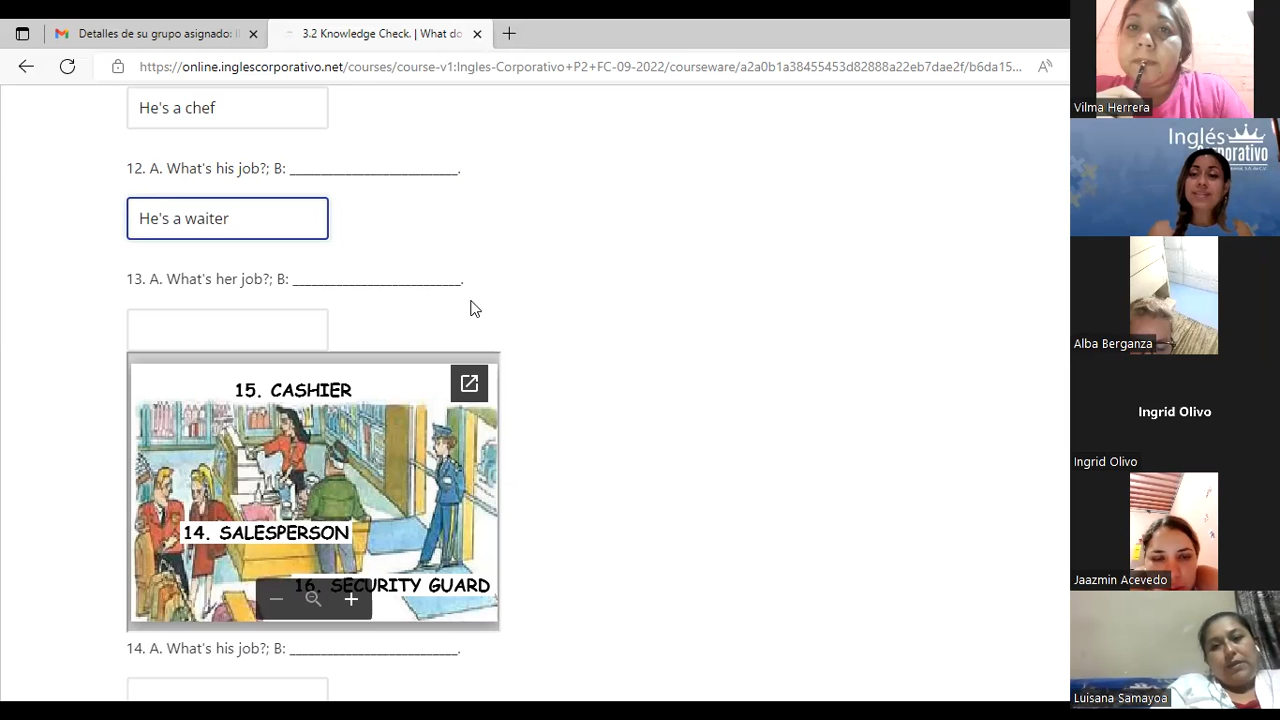 Detalles de su grupo asignado: I
3.2 Knowledge Check. | What do
https://online.inglescorporativo.net/courses/course-v1:Ingles-Corporativo+P2+FC-09-2022/courseware/a2a0b1a38455453d82888a22eb7dae2f/b6da15...
He's a chef
12. A. What's his job?; B: ________________________.
He's a waiter
13. A. What's her job?; B: ________________________.
15. CASHIER
14. SALESPERSON
16. SECURITY GUARD
14. A. What's his job?; B: ________________________.
Vilma Herrera
Inglés
Corporativo
Alba Berganza
Ingrid Olivo
Ingrid Olivo
Jaazmin Acevedo
Luisana Samayoa